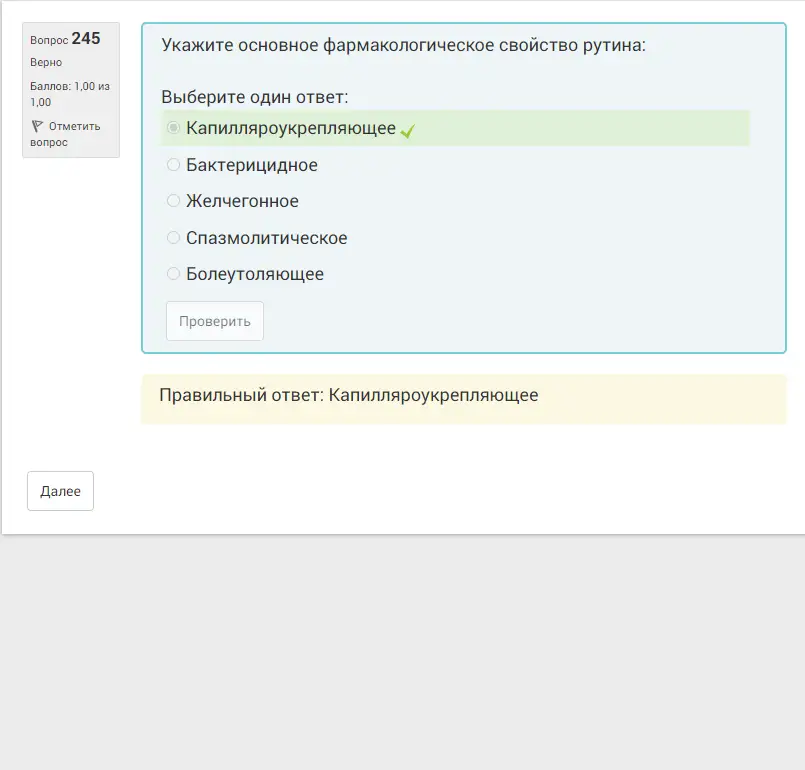 Вопрос 245
Верно
Баллов: 1,00 из
1,00
Отметить
вопрос
Укажите основное фармакологическое свойство рутина:
Выберите один ответ:
Капилляроукрепляющее
Бактерицидное
Желчегонное
Спазмолитическое
Болеутоляющее
Проверить
Правильный ответ: Капилляроукрепляющее
Далее